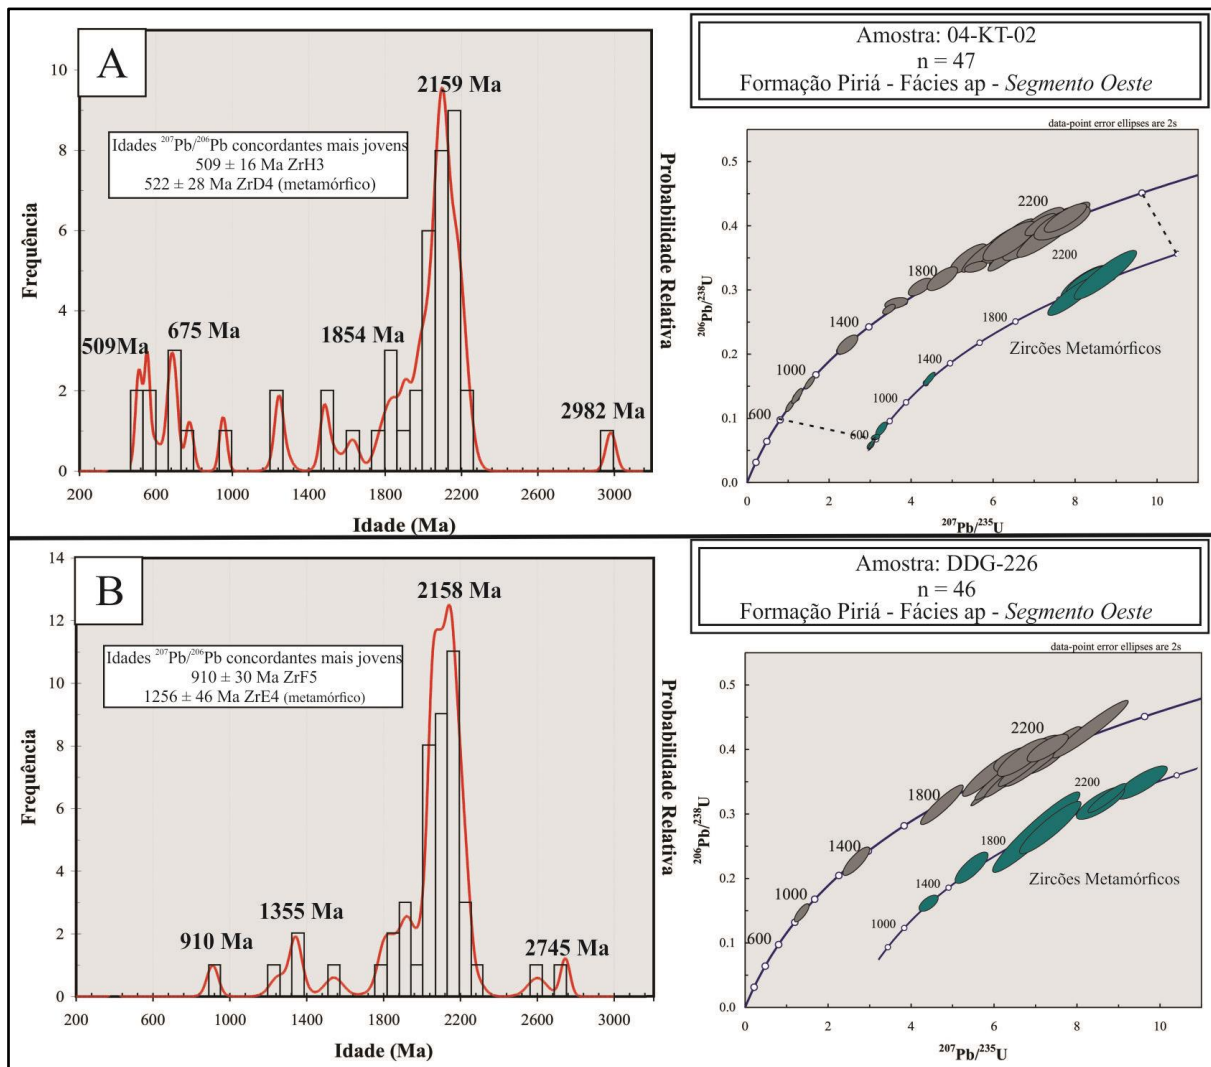 A
10
8
6
4
2
0
Frequência
Idades ²⁰⁷Pb/²⁰⁶Pb concordantes mais jovens
509 ± 16 Ma ZrH3
522 ± 28 Ma ZrD4 (metamórfico)
2159 Ma
509Ma
675 Ma
1854 Ma
2982 Ma
200 600 1000 1400 1800 2200 2600 3000
Idade (Ma)
Probabilidade Relativa
Amostra: 04-KT-02
n = 47
Formação Piriá - Fácies ap - Segmento Oeste
data-point error ellipses are 2s
0.5
0.4
0.3
0.2
0.1
0.0
²⁰⁶Pb/²³⁸U
2200
2200
1800
1800
1400
Zircões Metamórficos
1400
1000
1000
600
600
0 2 4 6 8 10
²⁰⁷Pb/²³⁵U
B
14
12
10
8
6
4
2
0
Frequência
Idades ²⁰⁷Pb/²⁰⁶Pb concordantes mais jovens
910 ± 30 Ma ZrF5
1256 ± 46 Ma ZrE4 (metamórfico)
2158 Ma
910 Ma
1355 Ma
2745 Ma
200 600 1000 1400 1800 2200 2600 3000
Idade (Ma)
Probabilidade Relativa
Amostra: DDG-226
n = 46
Formação Piriá - Fácies ap - Segmento Oeste
data-point error ellipses are 2s
0.5
0.4
0.3
0.2
0.1
0.0
²⁰⁶Pb/²³⁸U
2200
2200
1800
1800
1400
Zircões Metamórficos
1400
1000
1000
600
0 2 4 6 8 10
²⁰⁷Pb/²³⁵U